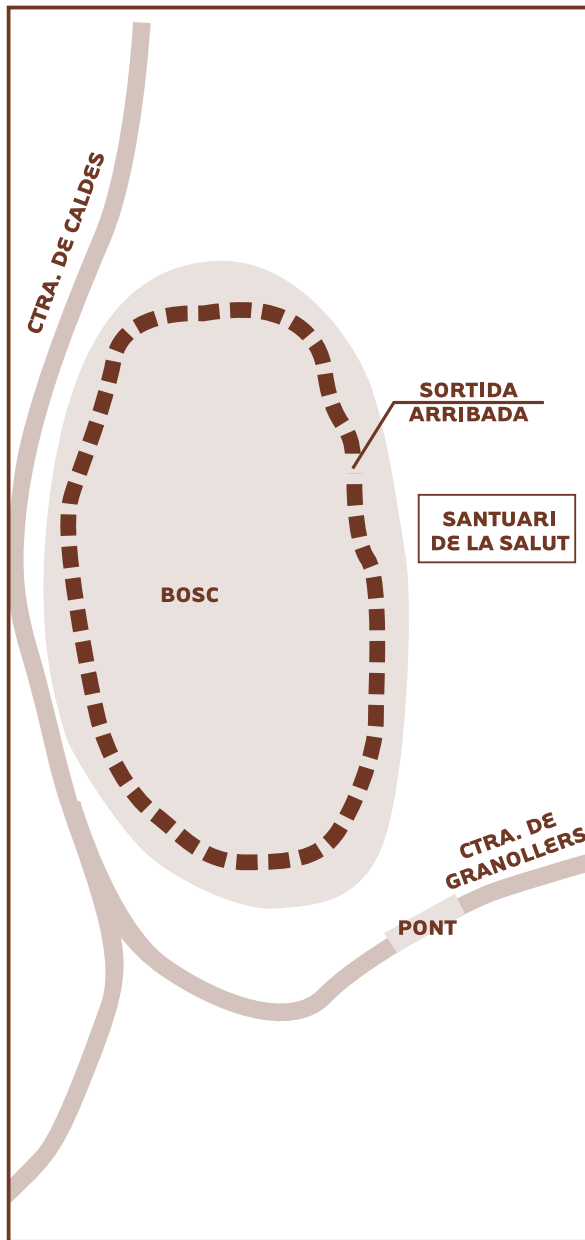 CTRA. DE CALDES
SORTIDA
ARRIBADA
SANTUARI
DE LA SALUT
BOSC
CTRA. DE
GRANOLLERS
PONT